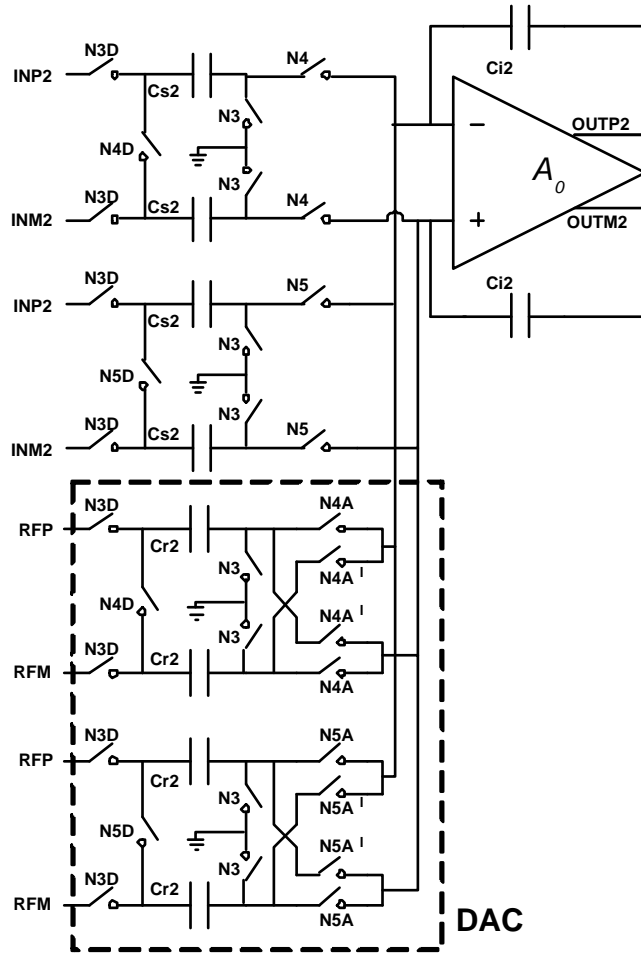 N3D
N4
INP2
Cs2
Ci2
N3
OUTP2
N4D
A0
N3
N3D
N4
OUTM2
INM2
Cs2
N3D
N5
Ci2
INP2
Cs2
N3
N5D
N3
N3D
N5
Cs2
INM2
N3D
N4A
RFP
Cr2
N3
N4A I
N4D
N4A I
N3D
Cr2
N3
RFM
N4A
N3D
N5A
RFP
Cr2
N3
N5A I
N5D
N5A I
N3
N3D
Cr2
RFM
N5A
DAC